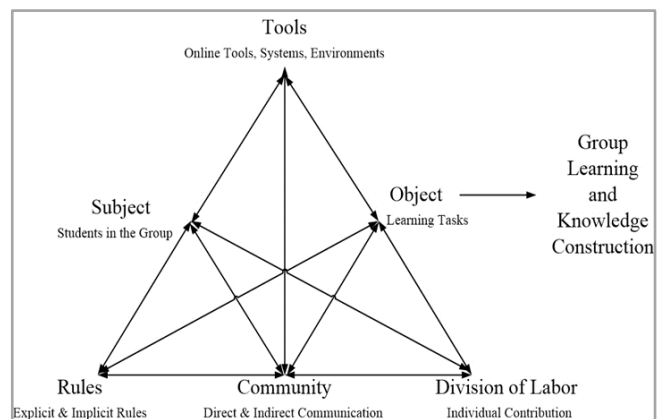 Tools
Online Tools, Systems, Environments
Subject
Students in the Group
Object
Learning Tasks
Group
Learning
and
Knowledge
Construction
Rules
Explicit & Implicit Rules
Community
Direct & Indirect Communication
Division of Labor
Individual Contribution